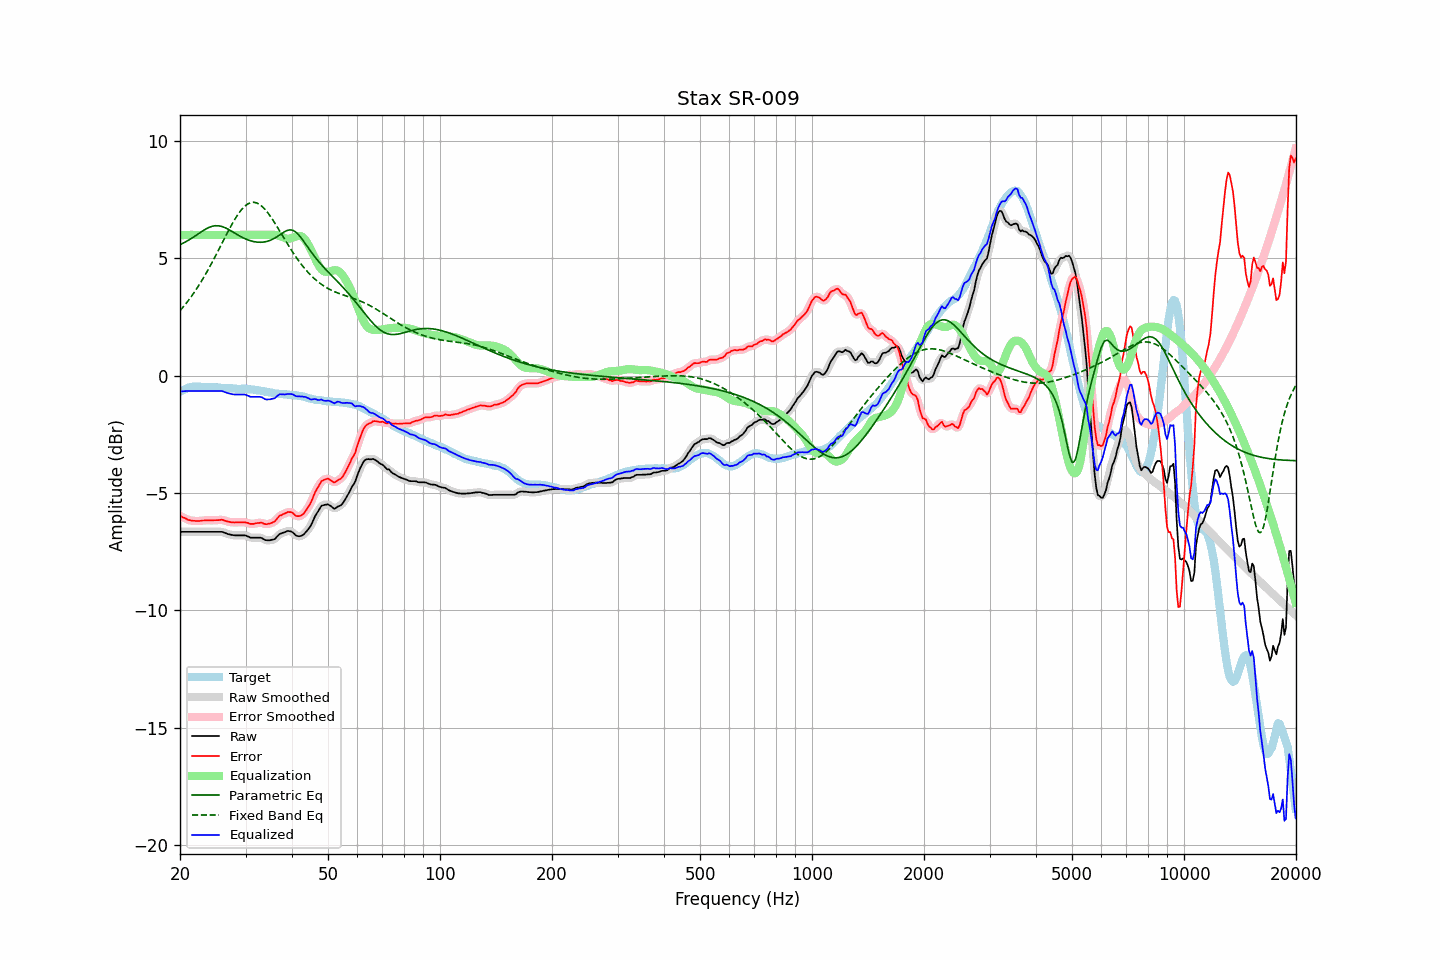 Stax SR-009
Amplitude (dBr)
10
5
0
−5
−10
−15
−20
Target
Raw Smoothed
Error Smoothed
Raw
Error
Equalization
Parametric Eq
Fixed Band Eq
Equalized
20 50 100 200 500 1000 2000 5000 10000 20000
Frequency (Hz)